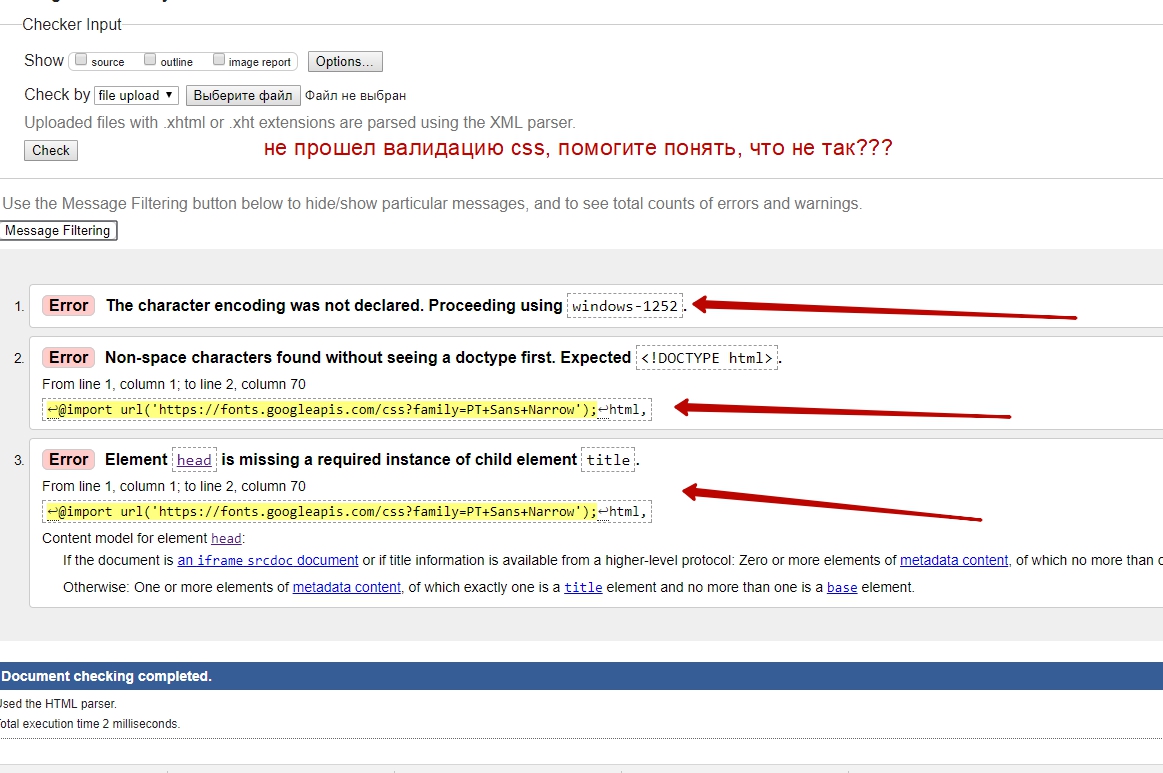 Checker Input
Show source outline image report Options...
Check by file upload ▼ Выберите файл Файл не выбран
Uploaded files with .xhtml or .xht extensions are parsed using the XML parser.
Check
не прошел валидацию css, помогите понять, что не так???
Use the Message Filtering button below to hide/show particular messages, and to see total counts of errors and warnings.
Message Filtering
1. Error The character encoding was not declared. Proceeding using windows-1252.
2. Error Non-space characters found without seeing a doctype first. Expected <!DOCTYPE html>.
From line 1, column 1; to line 2, column 70
↩@import url('https://fonts.googleapis.com/css?family=PT+Sans+Narrow');↩html,
3. Error Element head is missing a required instance of child element title.
From line 1, column 1; to line 2, column 70
↩@import url('https://fonts.googleapis.com/css?family=PT+Sans+Narrow');↩html,
Content model for element head:
If the document is an iframe srcdoc document or if title information is available from a higher-level protocol: Zero or more elements of metadata content, of which no more than
Otherwise: One or more elements of metadata content, of which exactly one is a title element and no more than one is a base element.
Document checking completed.
Used the HTML parser.
Total execution time 2 milliseconds.